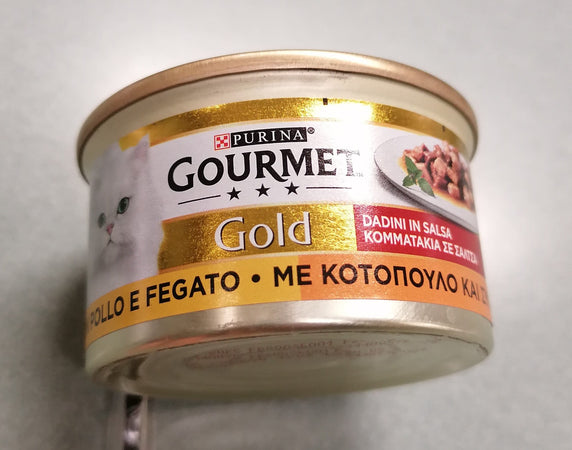 PURINA®
GOURMET
Gold
DADINI IN SALSA
ΚΟΜΜΑΤΑΚΙΑ ΣΕ ΣΑΛΤΣΑ
POLLO E FEGATO • ΜΕ ΚΟΤΟΠΟΥΛΟ ΚΑΙ